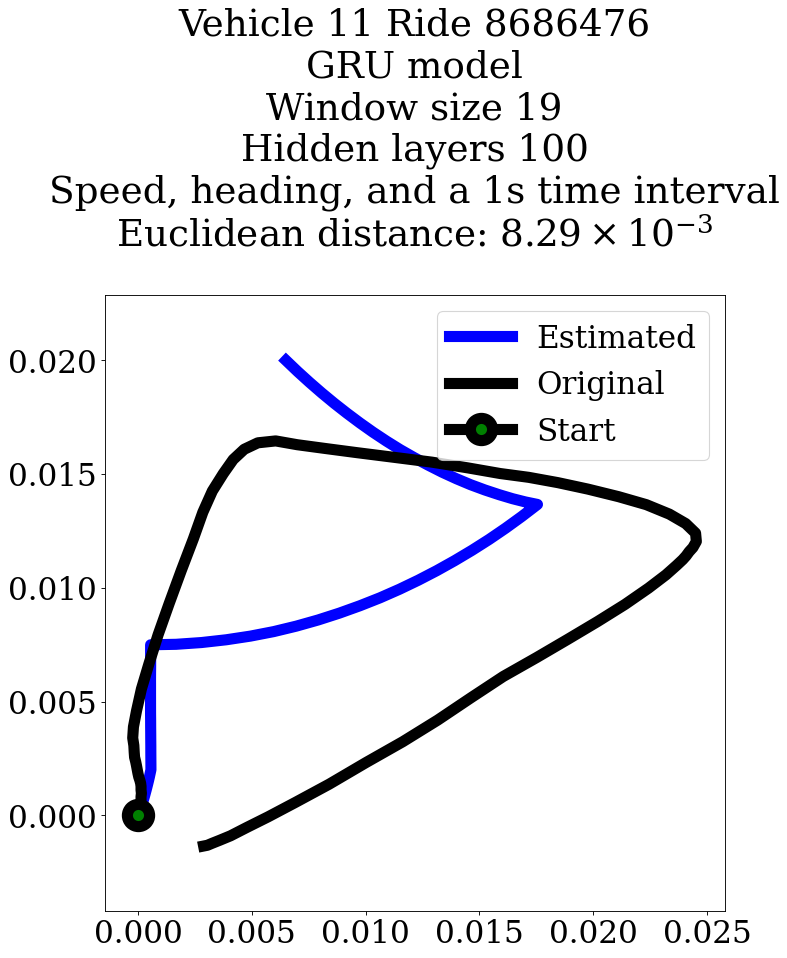 Vehicle 11 Ride 8686476
GRU model
Window size 19
Hidden layers 100
Speed, heading, and a 1s time interval
Euclidean distance: 8.29 × 10⁻³
Estimated
Original
Start
0.020
0.015
0.010
0.005
0.000
0.000 0.005 0.010 0.015 0.020 0.025